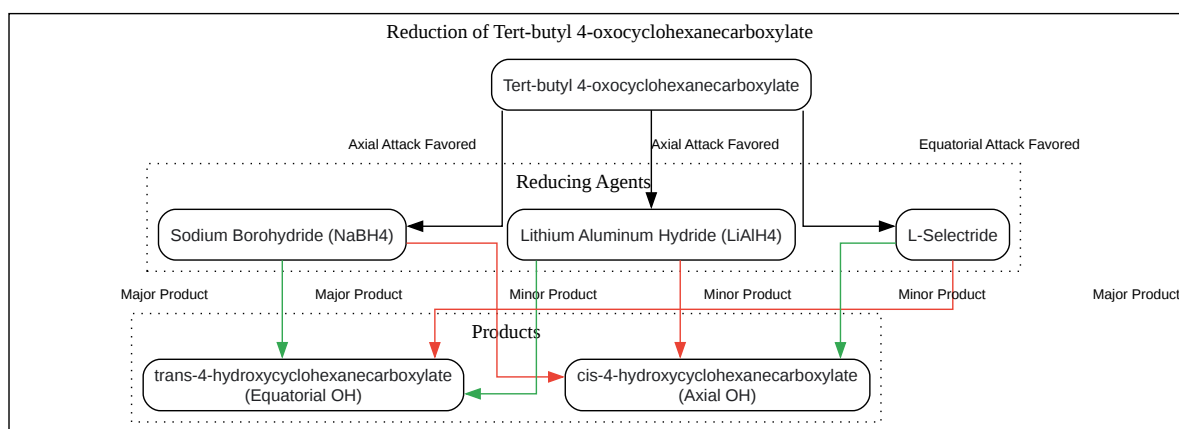 Reduction of Tert-butyl 4-oxocyclohexanecarboxylate
Tert-butyl 4-oxocyclohexanecarboxylate
Axial Attack Favored
Axial Attack Favored
Equatorial Attack Favored
Reducing Agents
Sodium Borohydride (NaBH4)
Lithium Aluminum Hydride (LiAlH4)
L-Selectride
Major Product
Major Product
Minor Product
Minor Product
Minor Product
Major Product
Products
trans-4-hydroxycyclohexanecarboxylate
(Equatorial OH)
cis-4-hydroxycyclohexanecarboxylate
(Axial OH)